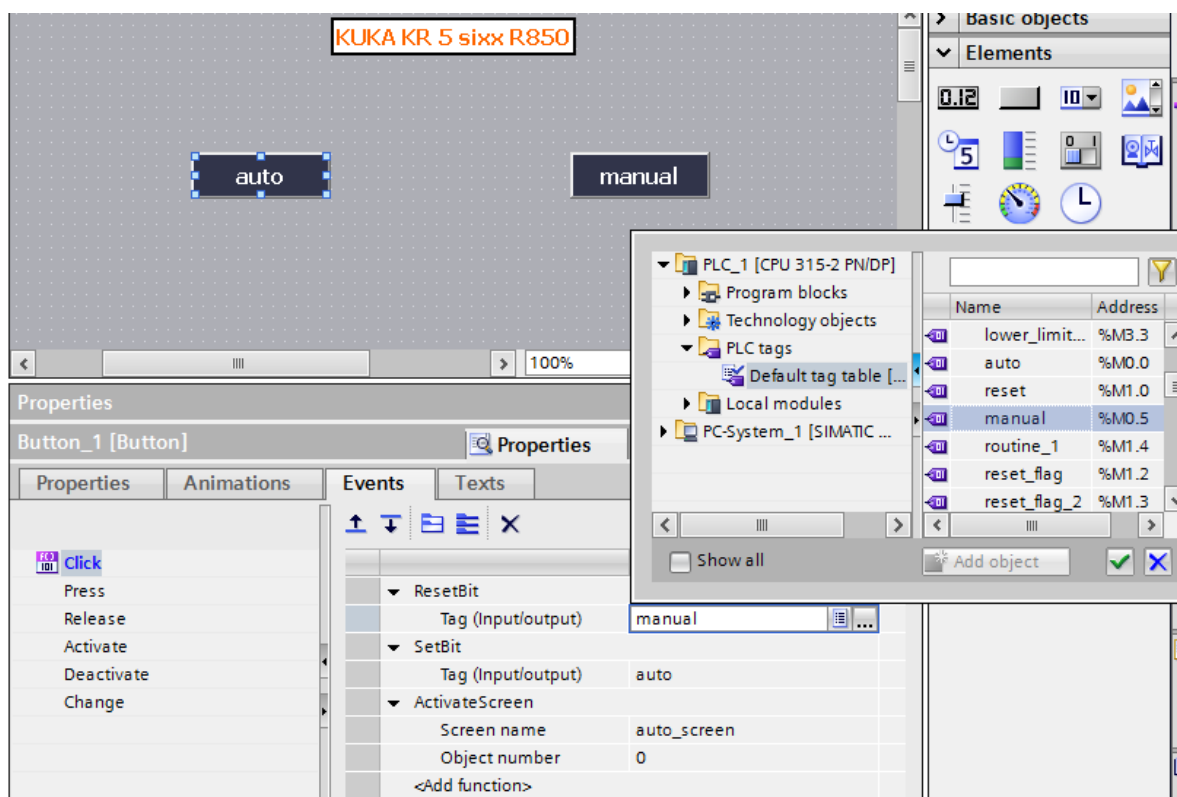 KUKA KR 5 sixx R850
Basic objects
Elements
auto
manual
100%
PLC_1 [CPU 315-2 PN/DP]
Program blocks
Technology objects
PLC tags
Default tag table [...
Local modules
PC-System_1 [SIMATIC ...
Name Address
lower_limit... %M3.3
auto %M0.0
reset %M1.0
manual %M0.5
routine_1 %M1.4
reset_flag %M1.2
reset_flag_2 %M1.3
Show all
Add object
Properties
Button_1 [Button]
Properties
Properties Animations Events Texts
Click
Press
Release
Activate
Deactivate
Change
ResetBit
Tag (Input/output) manual
SetBit
Tag (Input/output) auto
ActivateScreen
Screen name auto_screen
Object number 0
<Add function>